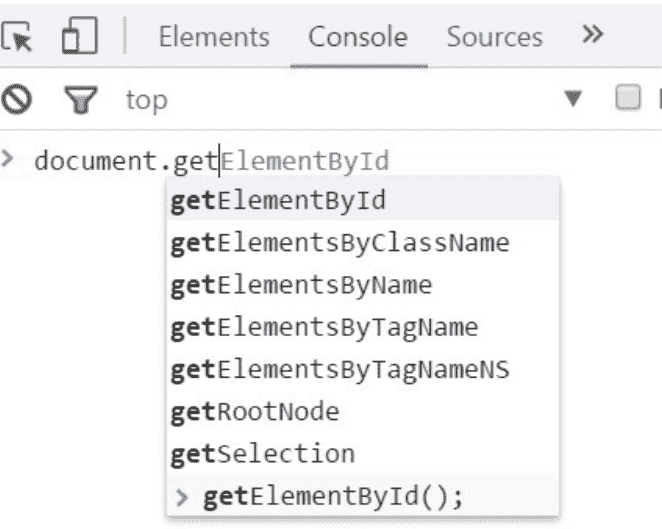 Elements Console Sources »
top ▼
> document.getElementById
getElementById
getElementsByClassName
getElementsByName
getElementsByTagName
getElementsByTagNameNS
getRootNode
getSelection
> getElementById();